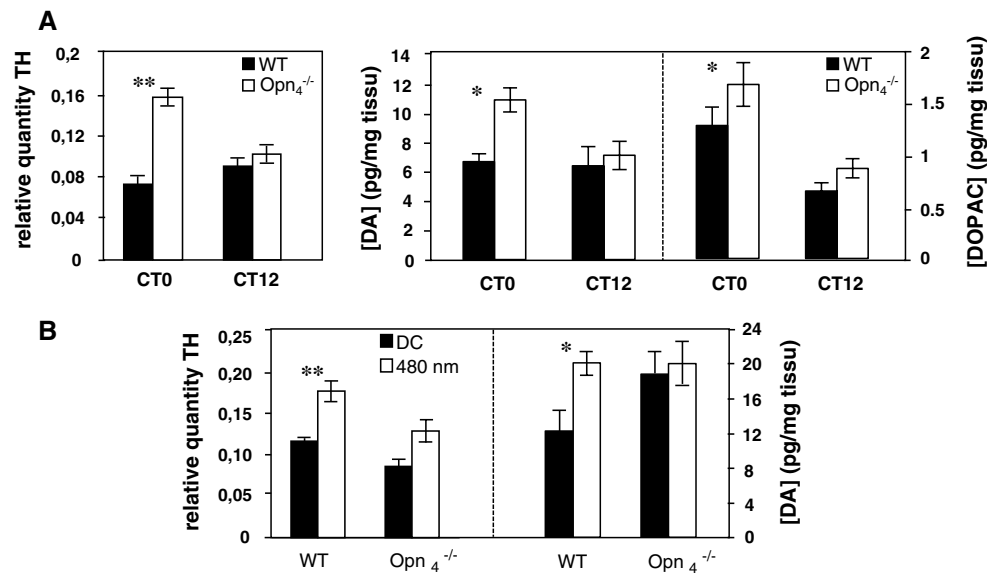 A
relative quantity TH
0,2
0,16
0,12
0,08
0,04
0
WT
Opn4-/-
**
CT0
CT12
[DA] (pg/mg tissu)
14
12
10
8
6
4
2
0
*
*
WT
Opn4-/-
CT0
CT12
CT0
CT12
2
1,5
1
0,5
0
[DOPAC] (pg/mg tissu)
B
relative quantity TH
0,25
0,20
0,15
0,10
0,05
0
DC
480 nm
**
*
WT
Opn 4 -/-
WT
Opn 4 -/-
24
20
16
12
8
4
0
[DA] (pg/mg tissu)